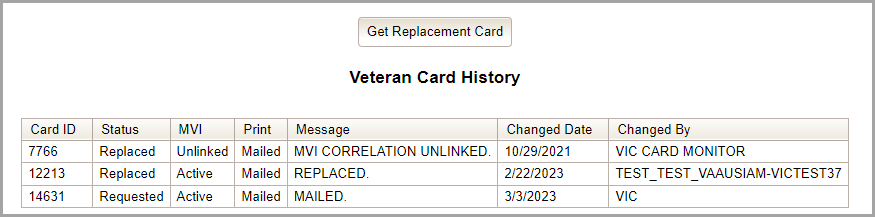 Get Replacement Card
Veteran Card History
Card ID Status MVI Print Message Changed Date Changed By
7766 Replaced Unlinked Mailed MVI CORRELATION UNLINKED. 10/29/2021 VIC CARD MONITOR
12213 Replaced Active Mailed REPLACED. 2/22/2023 TEST_TEST_VAAUSIAM-VICTEST37
14631 Requested Active Mailed MAILED. 3/3/2023 VIC